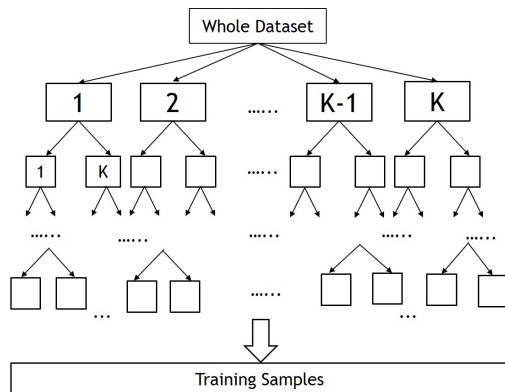 Whole Dataset
1 2 ...... K-1 K
1 K ......
...... ...... ...... ...... ......
... ...... ...
Training Samples